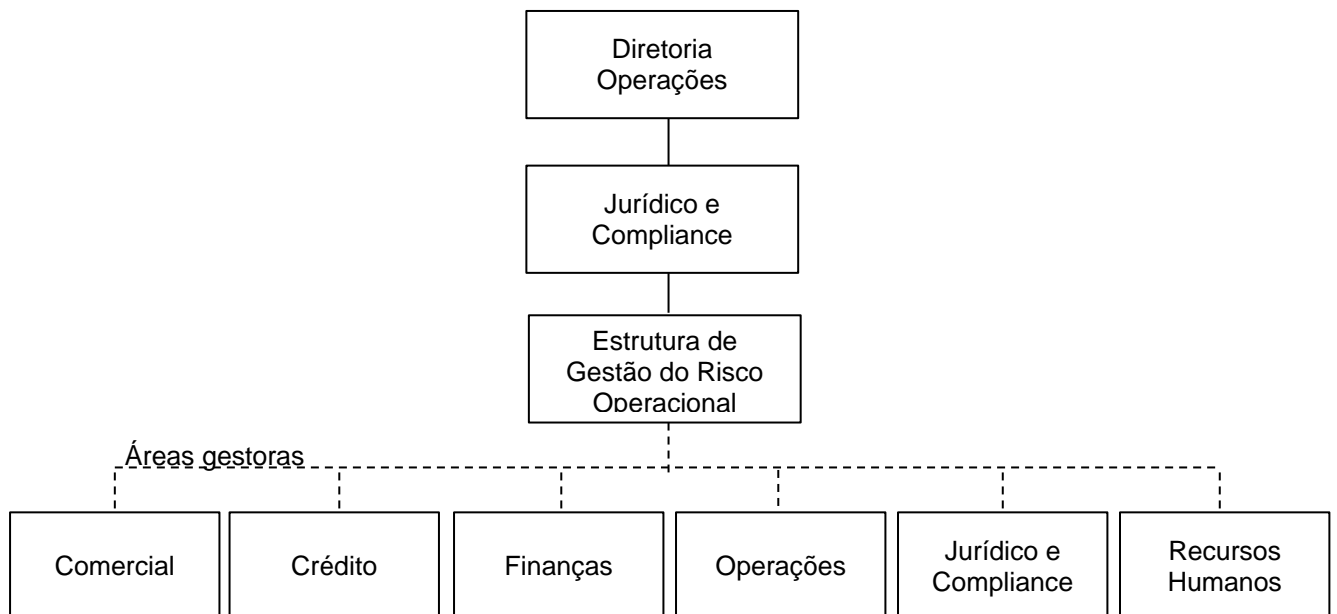 Diretoria
Operações
Jurídico e
Compliance
Estrutura de
Gestão do Risco
Operacional
Áreas gestoras
Comercial
Crédito
Finanças
Operações
Jurídico e
Compliance
Recursos
Humanos